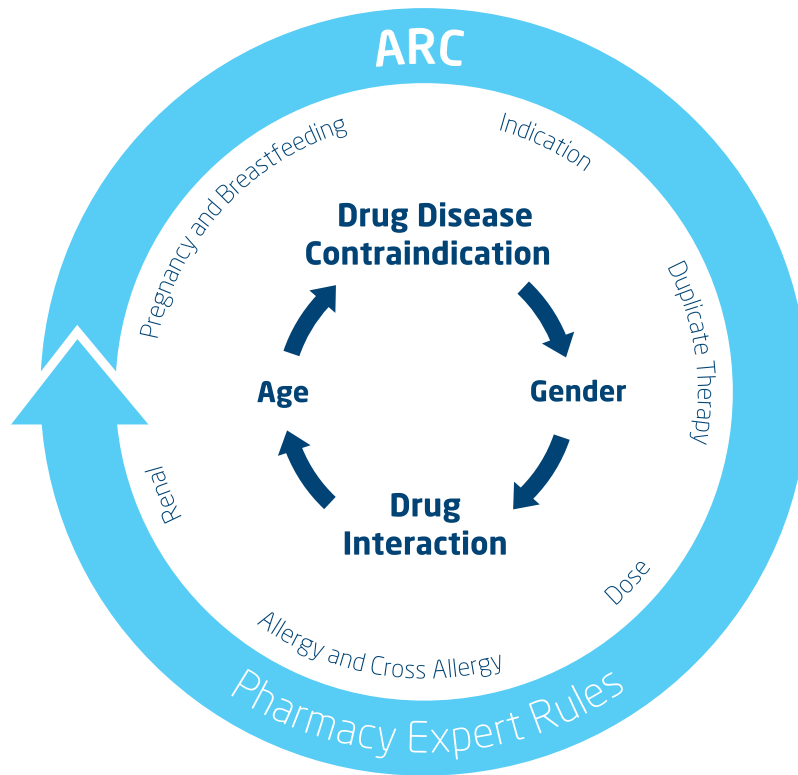 ARC
Pregnancy and Breastfeeding
Indication
Drug Disease
Contraindication
Duplicate Therapy
Age
Gender
Renal
Drug
Interaction
Dose
Allergy and Cross Allergy
Pharmacy Expert Rules